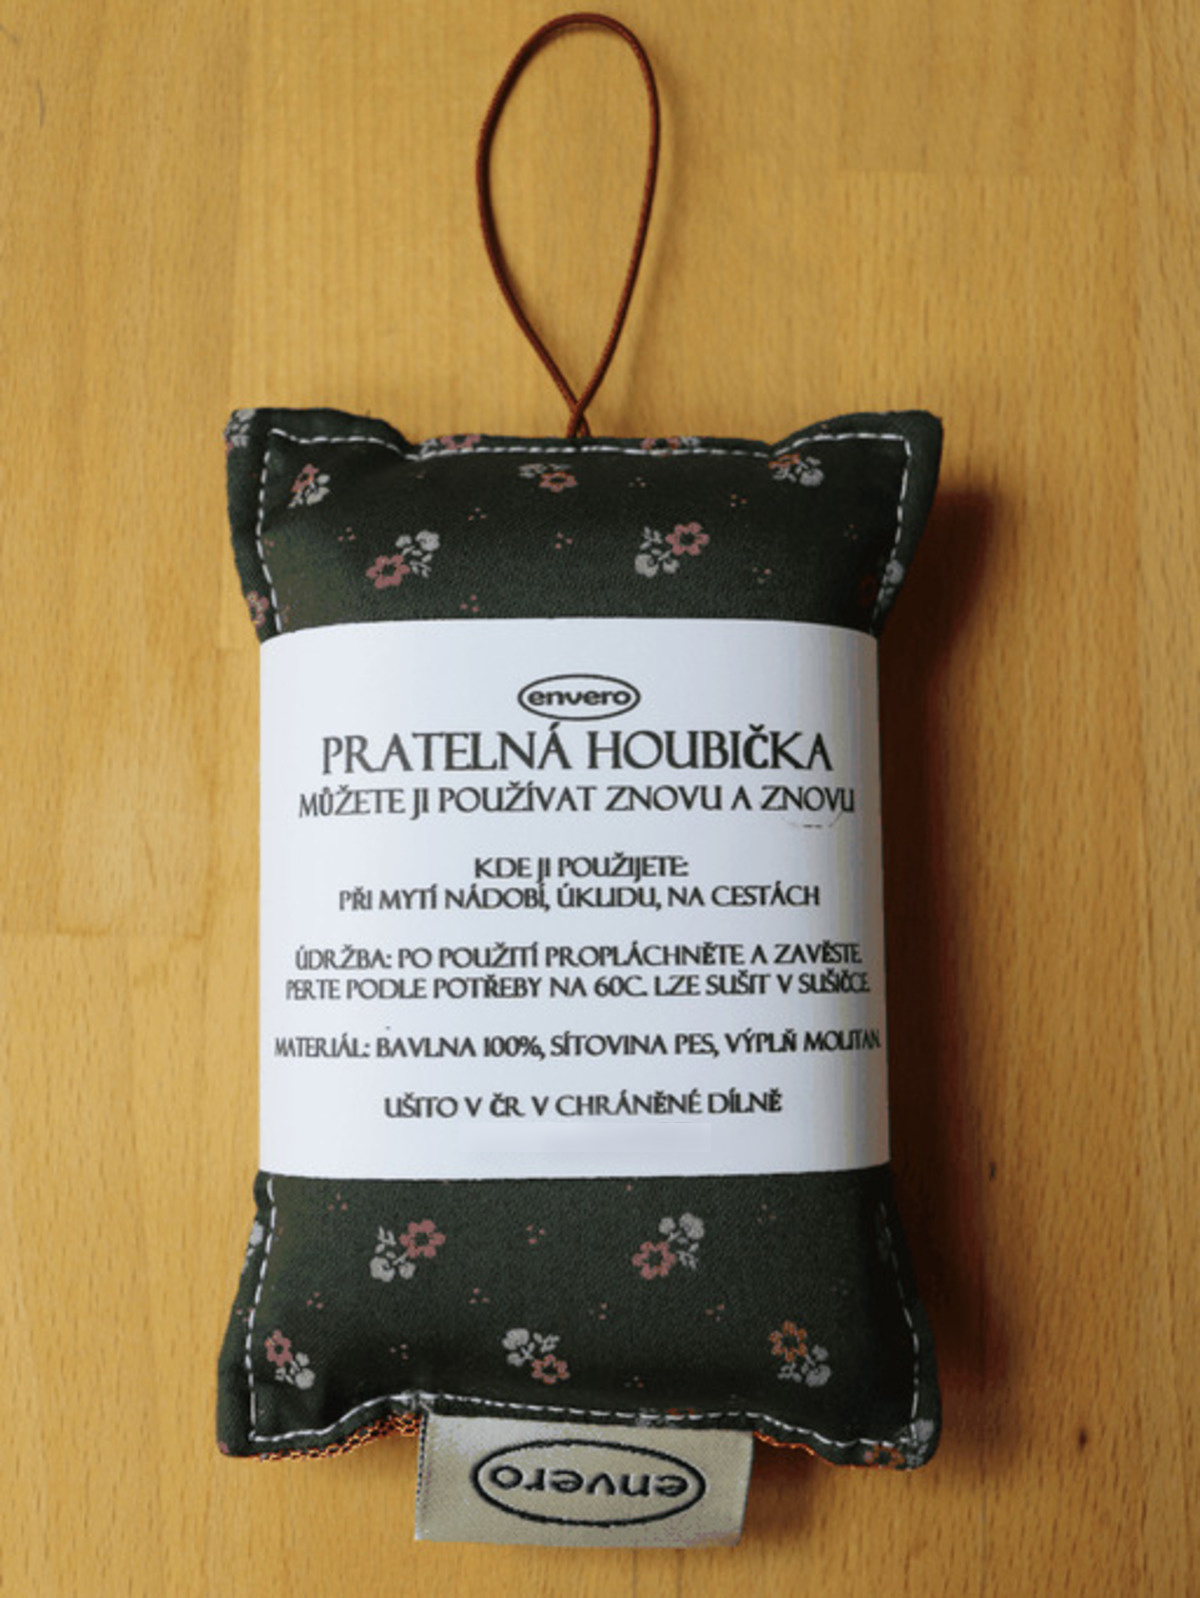 envero
PRATELNÁ HOUBIČKA
MŮŽETE JI POUŽÍVAT ZNOVU A ZNOVU
KDE JI POUŽIJETE:
PŘI MYTÍ NÁDOBÍ, ÚKLIDU, NA CESTÁCH
ÚDRŽBA: PO POUŽITÍ PROPLÁCHNĚTE A ZAVĚSTE.
PERTE PODLE POTŘEBY NA 60C. LZE SUŠIT V SUŠIČCE.
MATERIÁL: BAVLNA 100%, SÍTOVINA PES, VÝPLŇ MOLITAN.
UŠITO V ČR V CHRÁNĚNÉ DÍLNĚ
envero